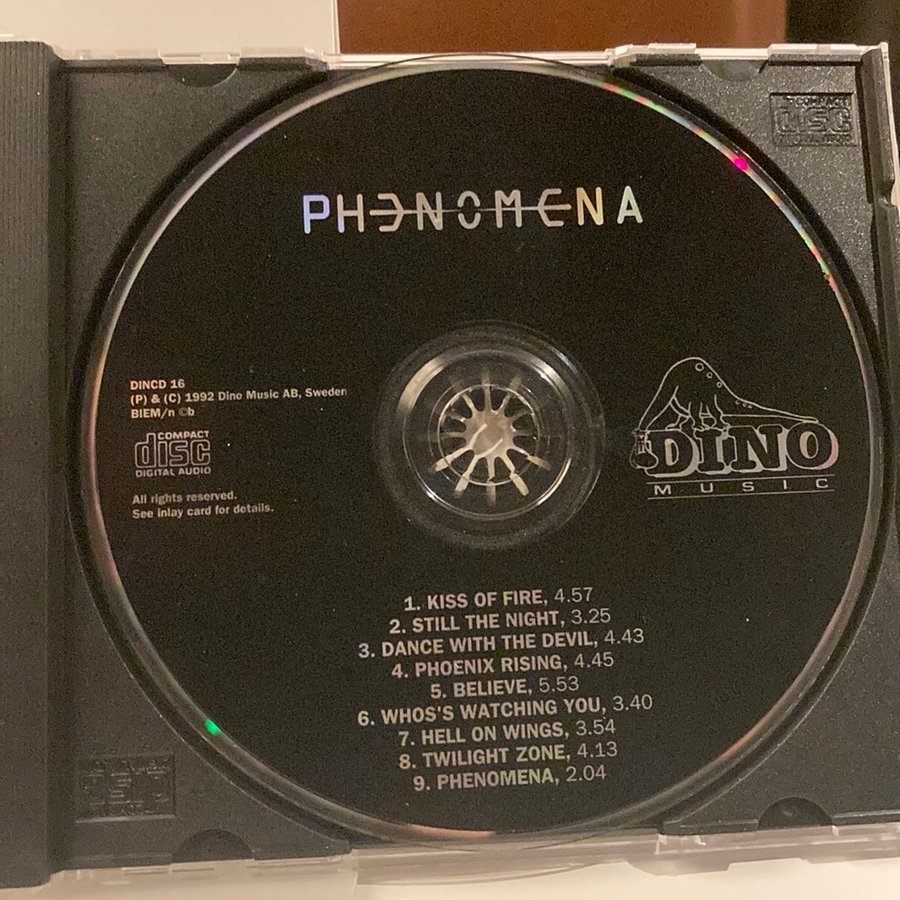 COMPACT
disc
PHENOMENA
DINCD 16
(P) & (C) 1992 Dino Music AB, Sweden
BIEM/n ©b
COMPACT
disc
DIGITAL AUDIO
All rights reserved.
See inlay card for details.
DINO
MUSIC
1. KISS OF FIRE, 4.57
2. STILL THE NIGHT, 3.25
3. DANCE WITH THE DEVIL, 4.43
4. PHOENIX RISING, 4.45
5. BELIEVE, 5.53
6. WHOS'S WATCHING YOU, 3.40
7. HELL ON WINGS, 3.54
8. TWILIGHT ZONE, 4.13
9. PHENOMENA, 2.04